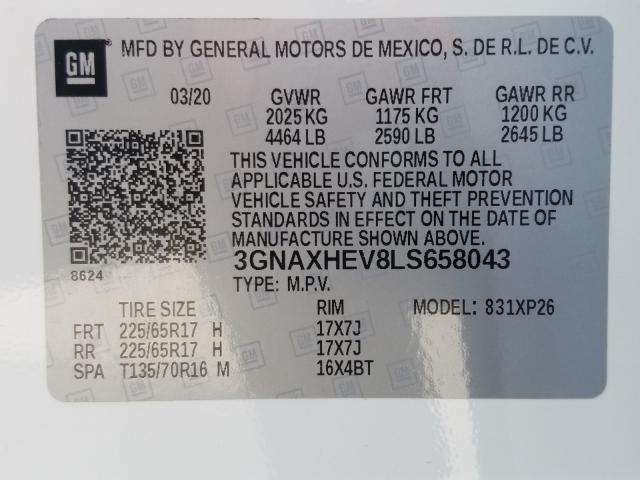 GM
MFD BY GENERAL MOTORS DE MEXICO, S. DE R.L. DE C.V.
03/20 GVWR GAWR FRT GAWR RR
2025 KG 1175 KG 1200 KG
4464 LB 2590 LB 2645 LB
THIS VEHICLE CONFORMS TO ALL
APPLICABLE U.S. FEDERAL MOTOR
VEHICLE SAFETY AND THEFT PREVENTION
STANDARDS IN EFFECT ON THE DATE OF
MANUFACTURE SHOWN ABOVE.
8624
3GNAXHEV8LS658043
TYPE: M.P.V.
TIRE SIZE RIM MODEL: 831XP26
FRT 225/65R17 H 17X7J
RR 225/65R17 H 17X7J
SPA T135/70R16 M 16X4BT